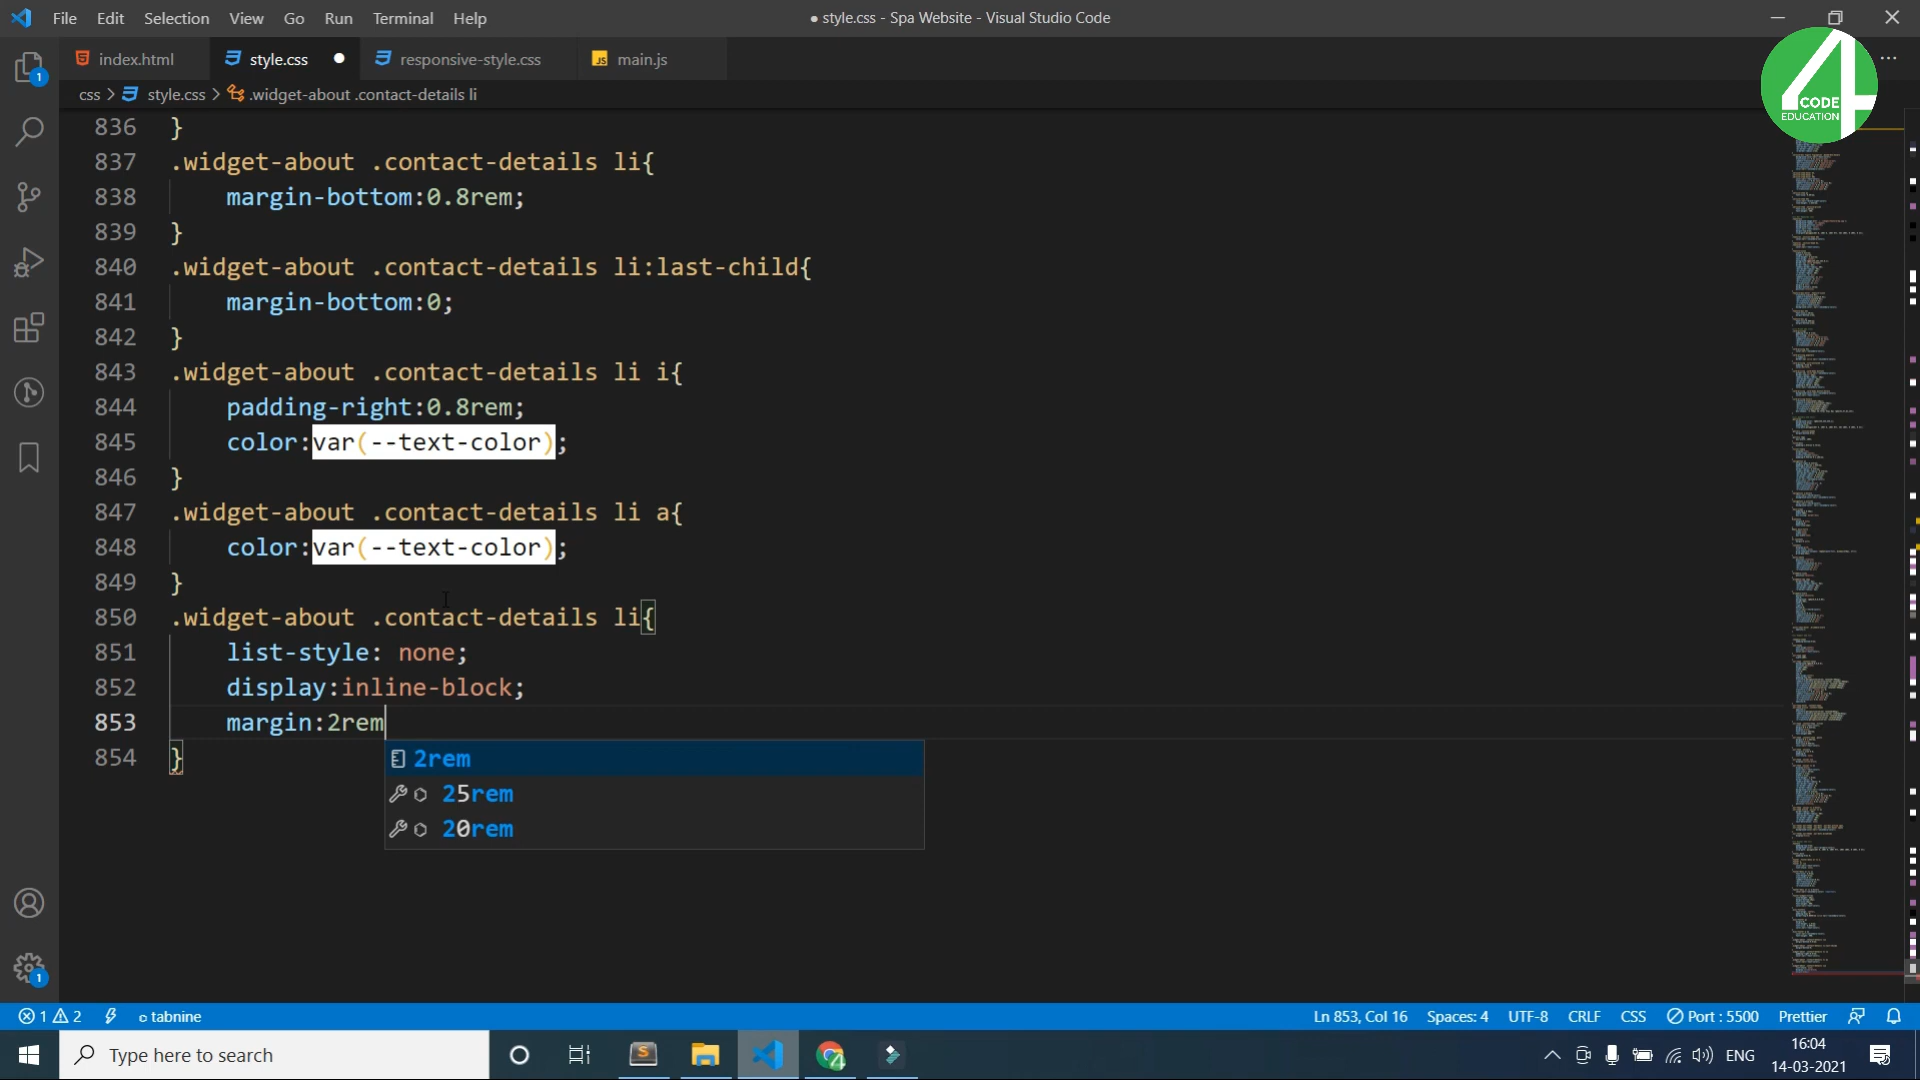 File Edit Selection View Go Run Terminal Help
● style.css - Spa Website - Visual Studio Code
index.html
style.css
responsive-style.css
JS main.js
4 CODE EDUCATION
css > style.css > .widget-about .contact-details li
836 }
837 .widget-about .contact-details li{
838 margin-bottom:0.8rem;
839 }
840 .widget-about .contact-details li:last-child{
841 margin-bottom:0;
842 }
843 .widget-about .contact-details li i{
844 padding-right:0.8rem;
845 color:var(--text-color);
846 }
847 .widget-about .contact-details li a{
848 color:var(--text-color);
849 }
850 .widget-about .contact-details li{
851 list-style: none;
852 display:inline-block;
853 margin:2rem
854 }
2rem
25rem
20rem
1
1
1 2 tabnine
Ln 853, Col 16 Spaces: 4 UTF-8 CRLF CSS Port : 5500 Prettier
Type here to search
ENG
16:04
14-03-2021